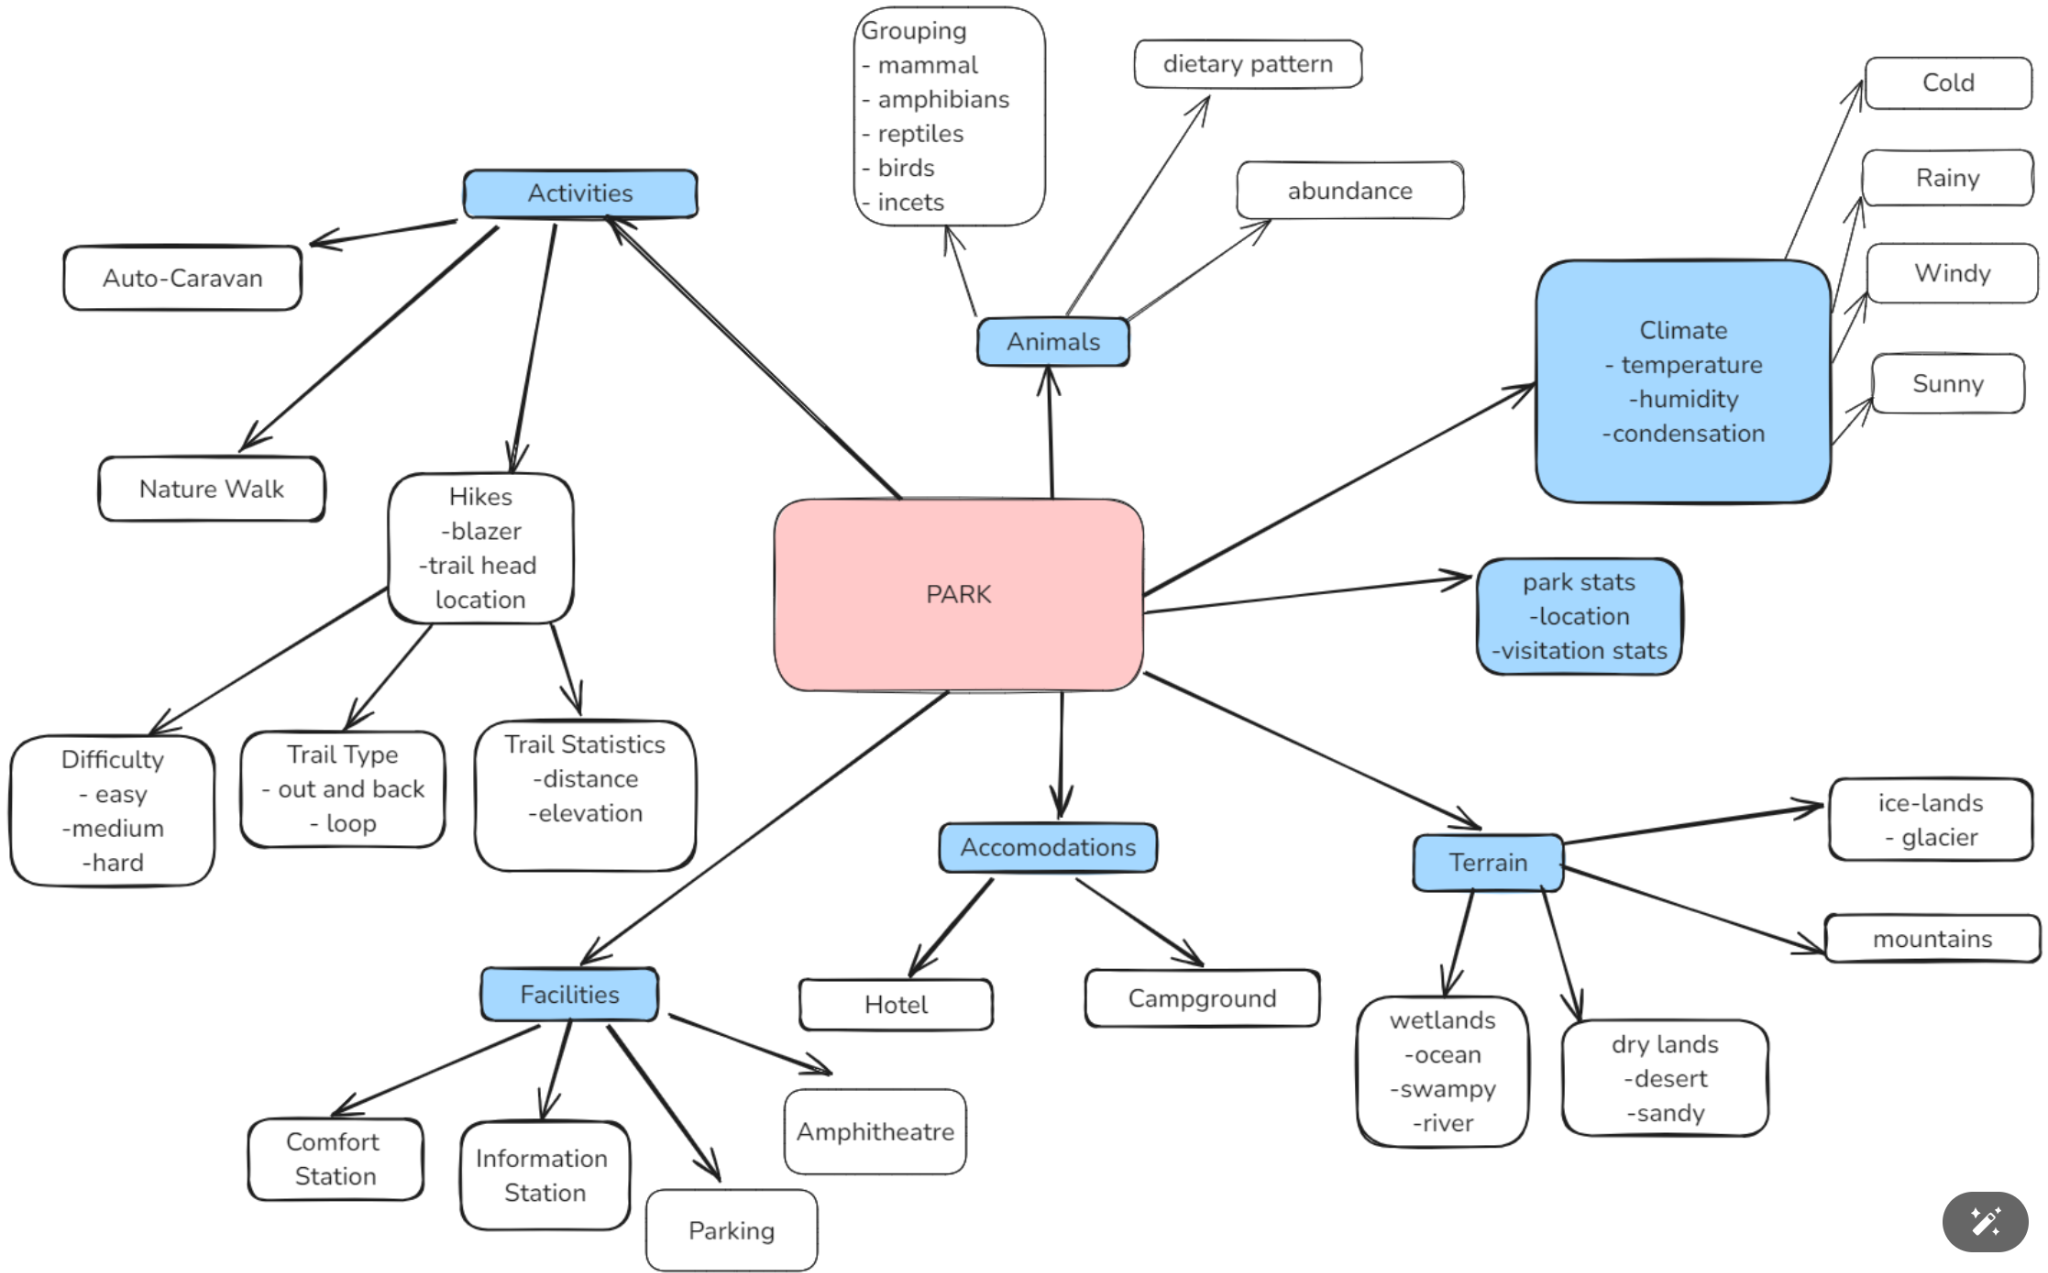 Grouping
- mammal
- amphibians
- reptiles
- birds
- incets
dietary pattern
abundance
Animals
Cold
Rainy
Windy
Sunny
Climate
- temperature
-humidity
-condensation
Activities
Auto-Caravan
Nature Walk
Hikes
-blazer
-trail head
location
Difficulty
- easy
-medium
-hard
Trail Type
- out and back
- loop
Trail Statistics
-distance
-elevation
PARK
park stats
-location
-visitation stats
Accomodations
Hotel
Campground
Terrain
ice-lands
- glacier
mountains
wetlands
-ocean
-swampy
-river
dry lands
-desert
-sandy
Facilities
Comfort
Station
Information
Station
Parking
Amphitheatre